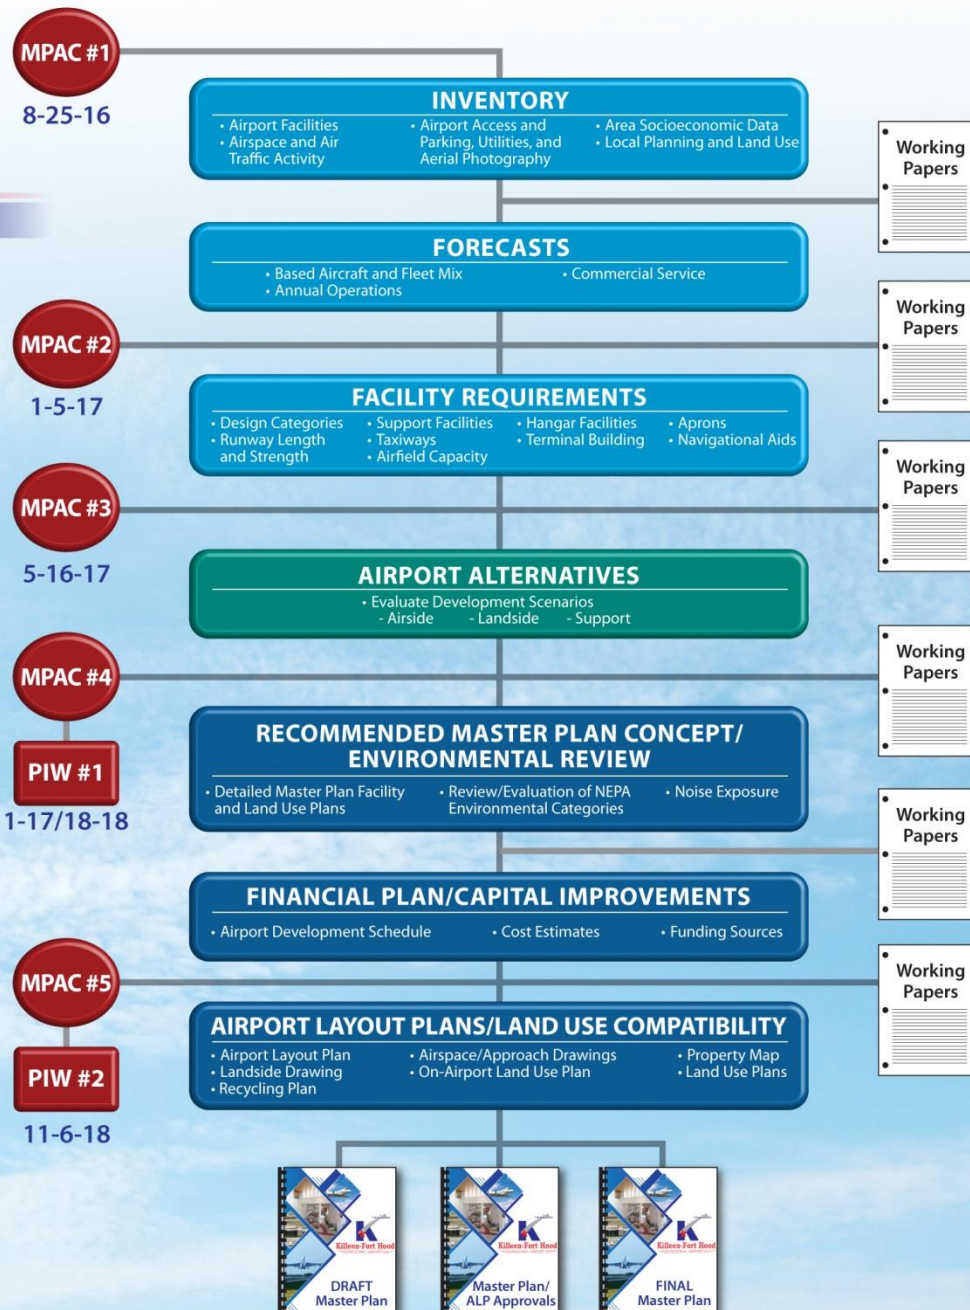 MPAC #1
8-25-16
INVENTORY
• Airport Facilities
• Airspace and Air
Traffic Activity
• Airport Access and
Parking, Utilities, and
Aerial Photography
• Area Socioeconomic Data
• Local Planning and Land Use
Working
Papers
FORECASTS
• Based Aircraft and Fleet Mix
• Annual Operations
• Commercial Service
MPAC #2
1-5-17
Working
Papers
FACILITY REQUIREMENTS
• Design Categories
• Runway Length
and Strength
• Support Facilities
• Taxiways
• Airfield Capacity
• Hangar Facilities
• Terminal Building
• Aprons
• Navigational Aids
MPAC #3
5-16-17
Working
Papers
AIRPORT ALTERNATIVES
• Evaluate Development Scenarios
- Airside - Landside - Support
MPAC #4
PIW #1
1-17/18-18
Working
Papers
RECOMMENDED MASTER PLAN CONCEPT/
ENVIRONMENTAL REVIEW
• Detailed Master Plan Facility
and Land Use Plans
• Review/Evaluation of NEPA
Environmental Categories
• Noise Exposure
Working
Papers
FINANCIAL PLAN/CAPITAL IMPROVEMENTS
• Airport Development Schedule
• Cost Estimates
• Funding Sources
MPAC #5
PIW #2
11-6-18
Working
Papers
AIRPORT LAYOUT PLANS/LAND USE COMPATIBILITY
• Airport Layout Plan
• Landside Drawing
• Recycling Plan
• Airspace/Approach Drawings
• On-Airport Land Use Plan
• Property Map
• Land Use Plans
K
Killeen-Fort Hood
REGIONAL AIRPORT
DRAFT
Master Plan
K
Killeen-Fort Hood
REGIONAL AIRPORT
Master Plan/
ALP Approvals
K
Killeen-Fort Hood
REGIONAL AIRPORT
FINAL
Master Plan